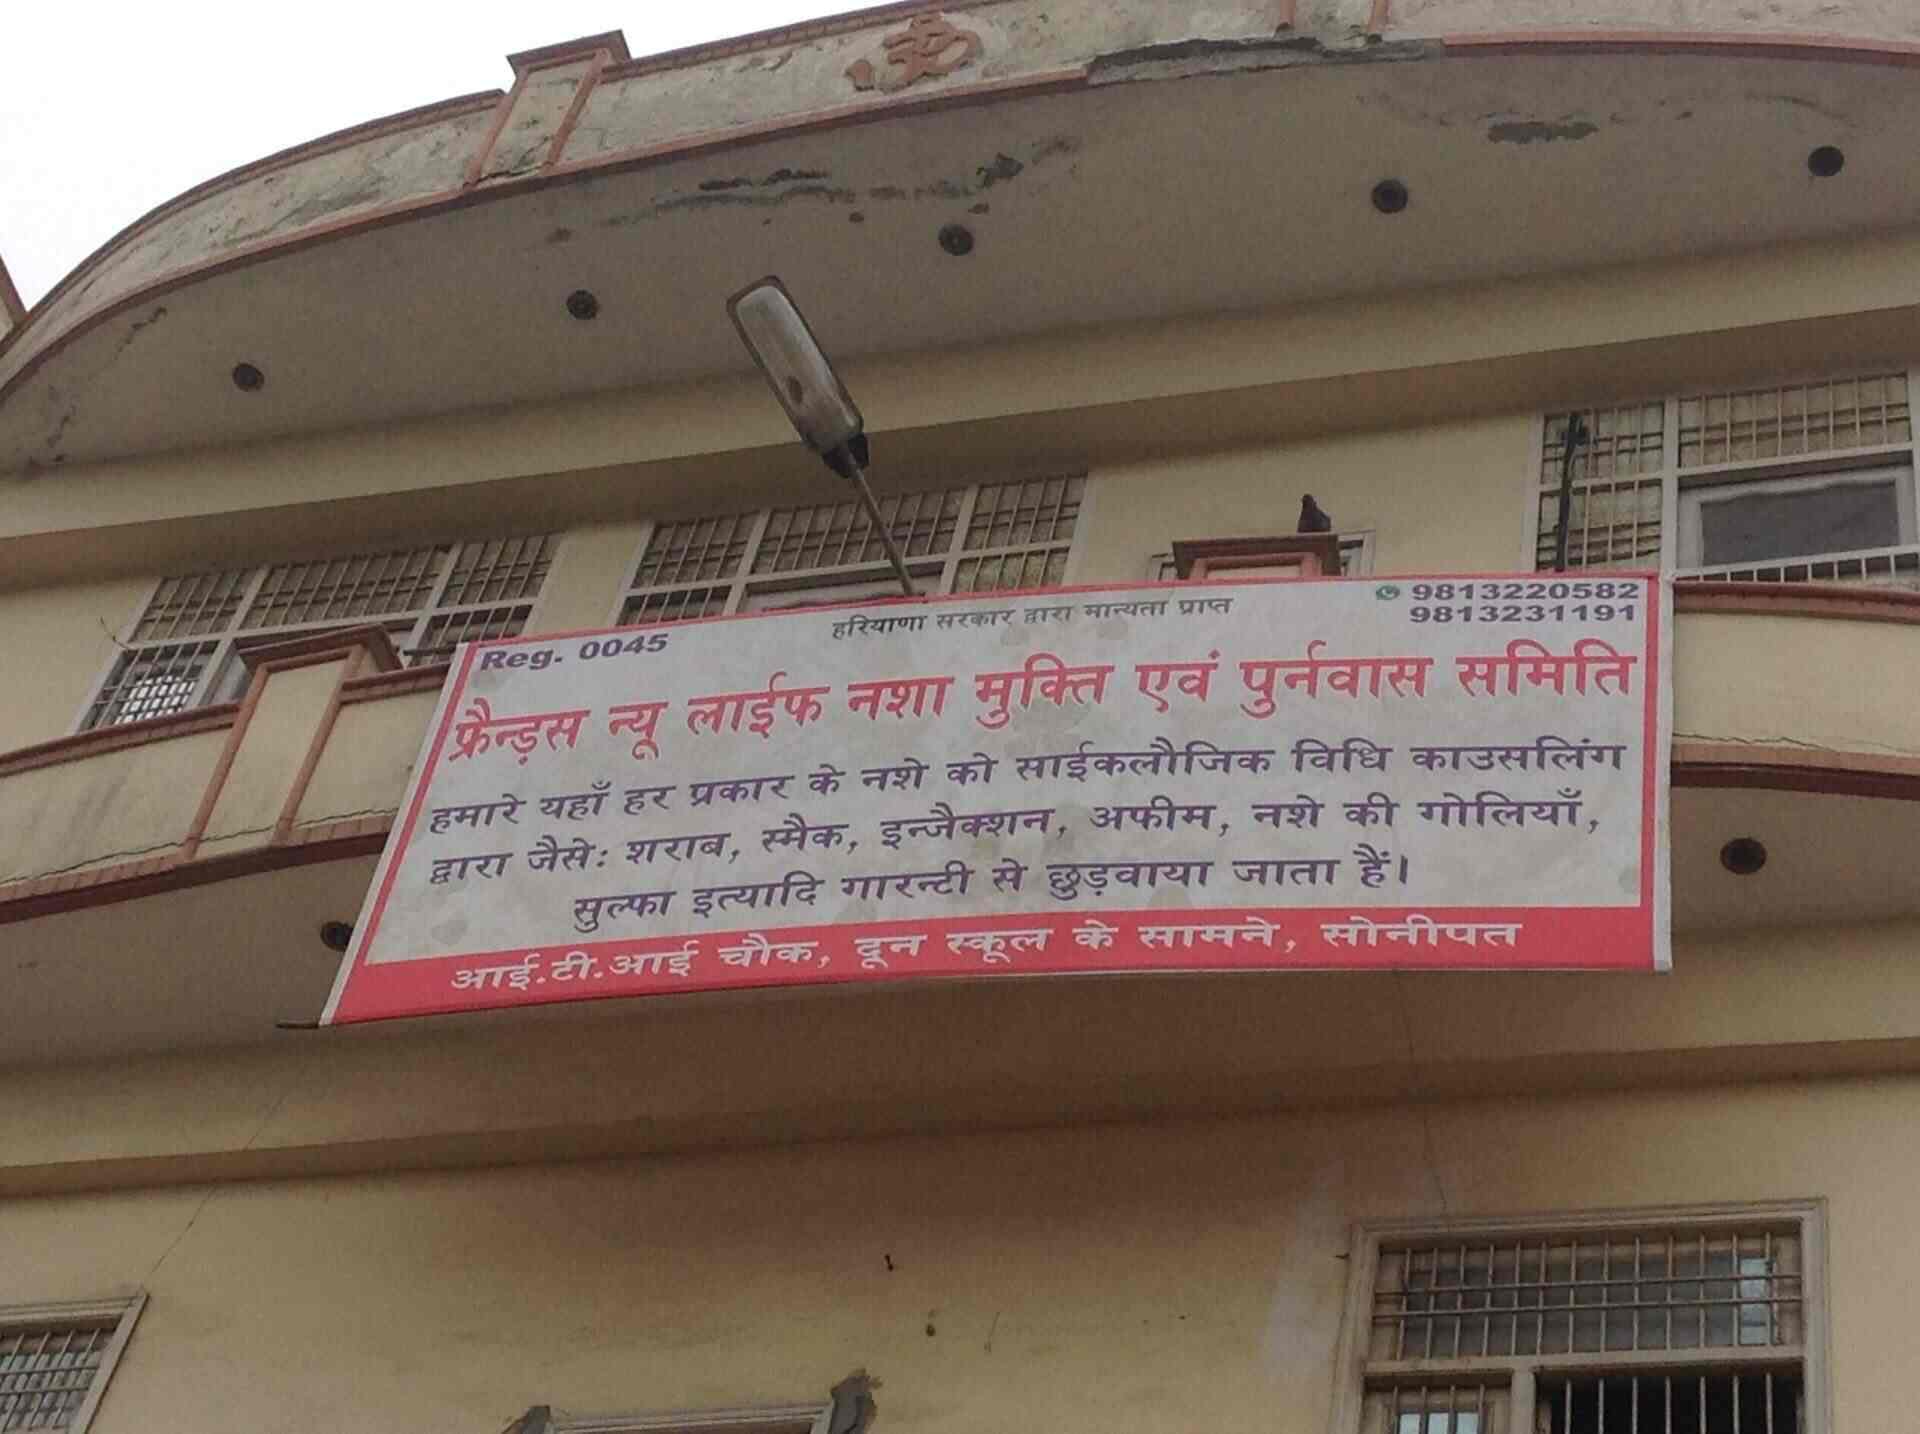 Reg. 0045
हरियाणा सरकार द्वारा मान्यता प्राप्त
9813220582
9813231191
फ्रैन्ड़स न्यू लाईफ नशा मुक्ति एवं पुर्नवास समिति
हमारे यहाँ हर प्रकार के नशे को साईकलौजिक विधि काउसलिंग
द्वारा जैसे: शराब, स्मैक, इन्जैक्शन, अफीम, नशे की गोलियाँ,
सुल्फा इत्यादि गारन्टी से छुड़वाया जाता हैं।
आई.टी.आई चौक, दून स्कूल के सामने, सोनीपत